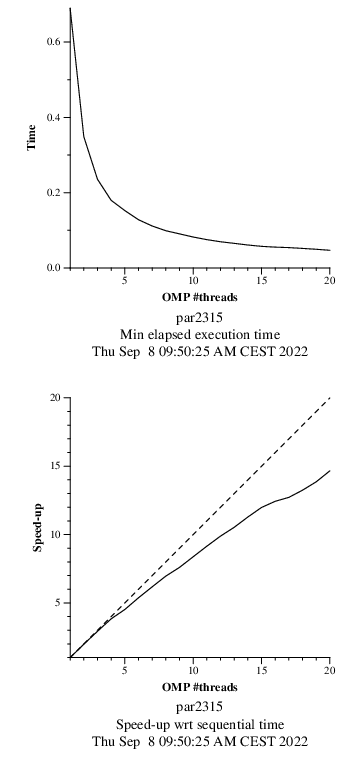 0.6
0.4
Time
0.2
0.0
5
10
15
20
OMP #threads
par2315
Min elapsed execution time
Thu Sep  8 09:50:25 AM CEST 2022
20
15
10
Speed-up
5
5
10
15
20
OMP #threads
par2315
Speed-up wrt sequential time
Thu Sep  8 09:50:25 AM CEST 2022